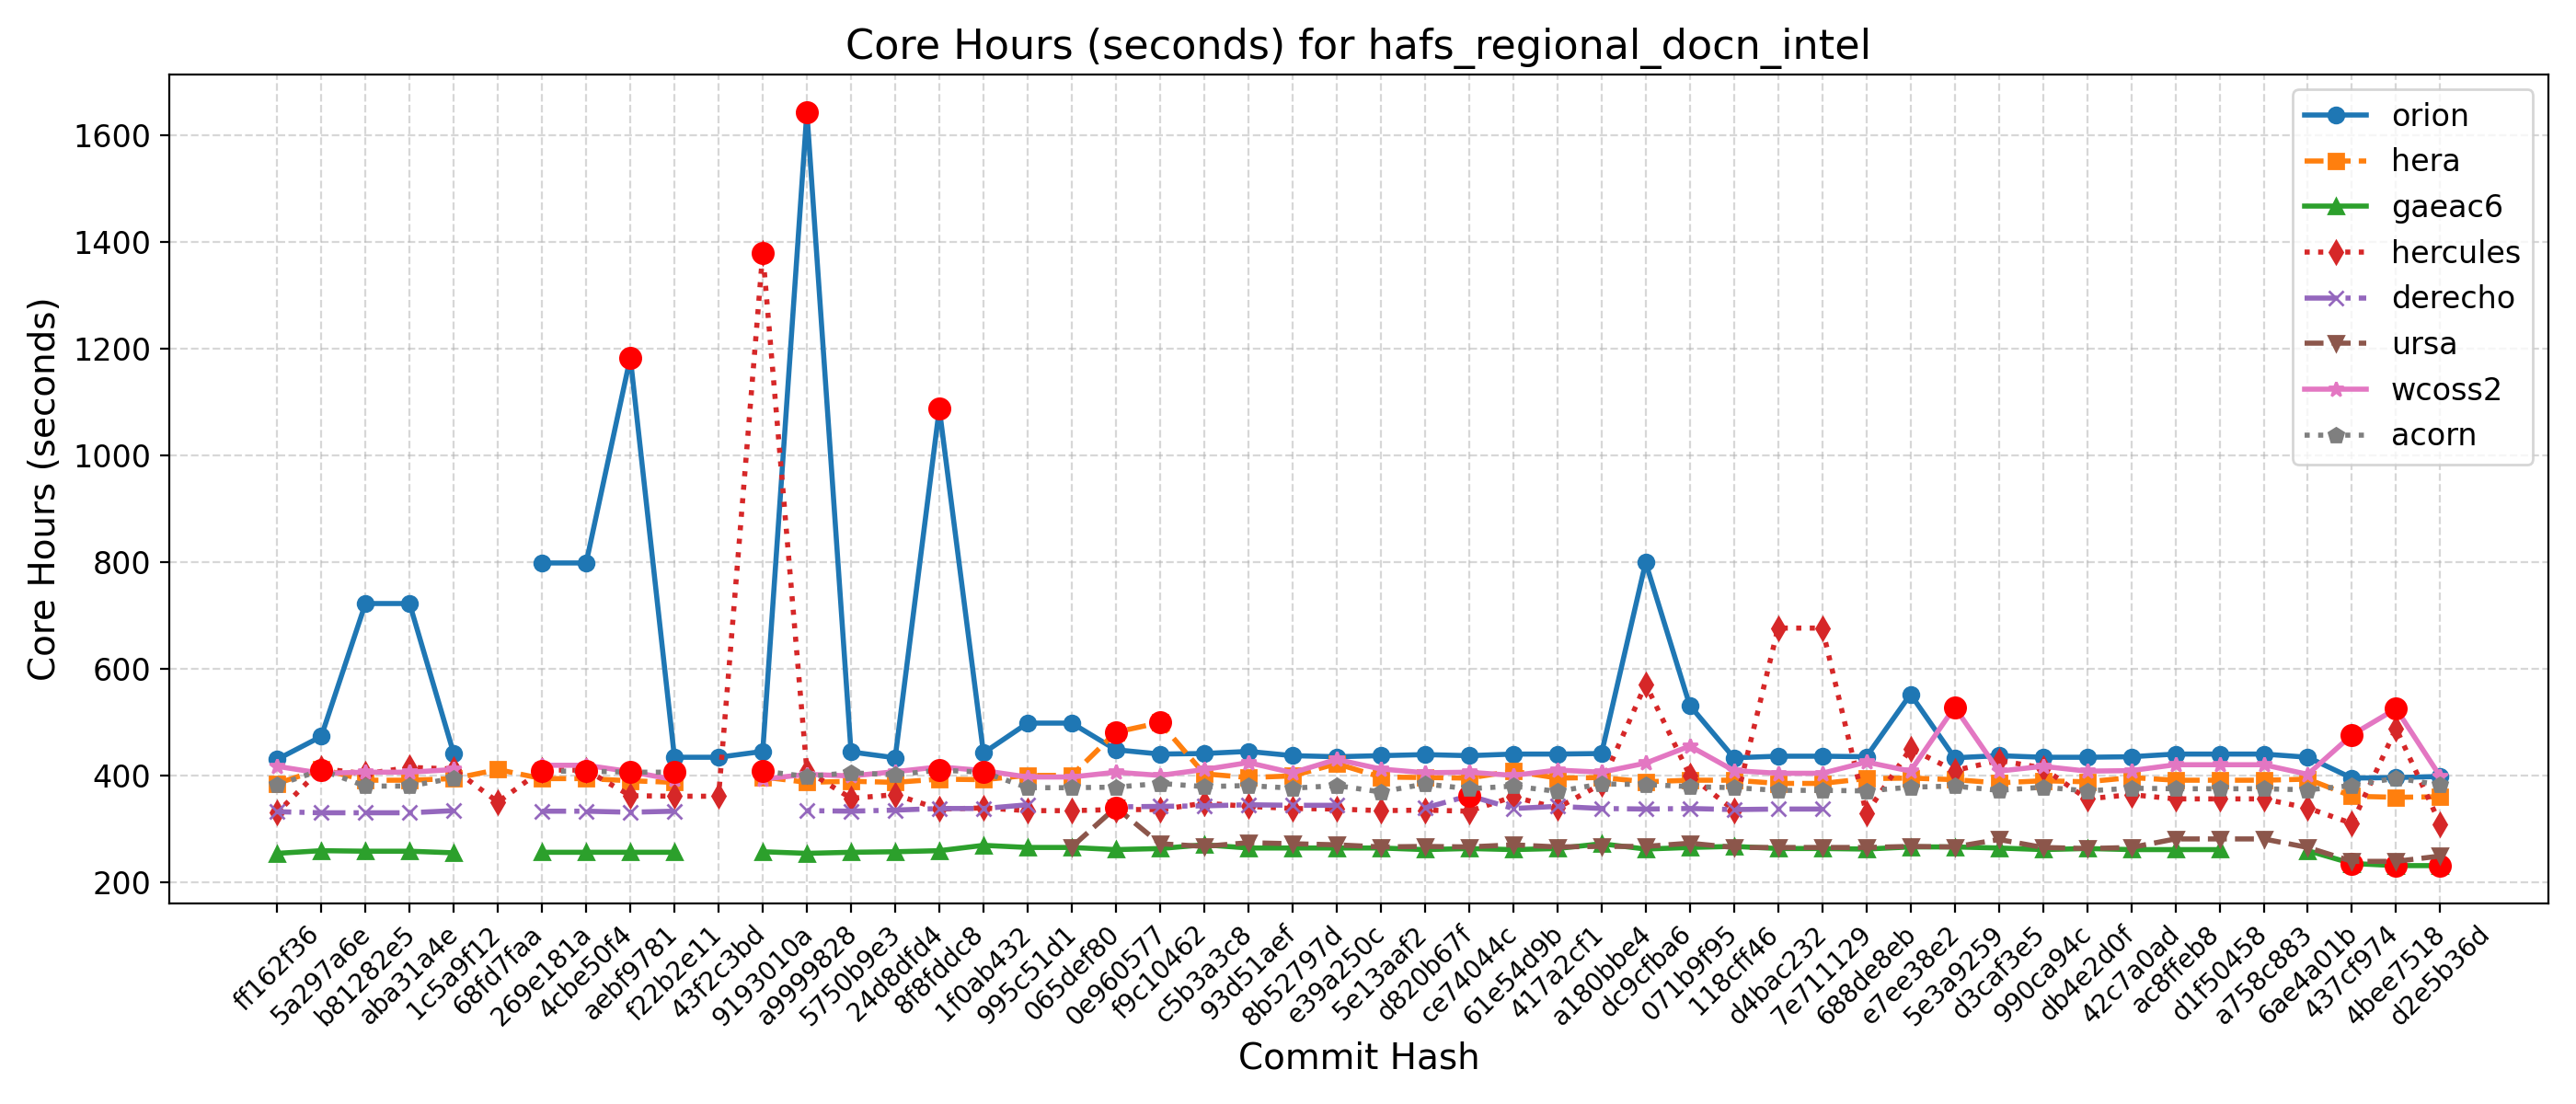 Core Hours (seconds) for hafs_regional_docn_intel
Core Hours (seconds)
1600
1400
1200
1000
800
600
400
200
orion
hera
gaeac6
hercules
derecho
ursa
wcoss2
acorn
ff162f36
5a297a6e
b81282e5
aba31a4e
1c5a9f12
68fd7faa
269e181a
4cbe50f4
aebf9781
f22b2e11
43f2c3bd
9193010a
a9999828
5750b9e3
24d8dfd4
8f8fddc8
1f0ab432
995c51d1
065def80
0e960577
f9c10462
c5b3a3c8
93d51aef
8b52797d
e39a250c
5e13aaf2
d820b67f
ce74044c
61e54d9b
417a2cf1
a180bbe4
dc9cfba6
071b9f95
118cff46
d4bac232
7e711129
688de8eb
e7ee38e2
5e3a9259
d3caf3e5
990ca94c
db4e2d0f
42c7a0ad
ac8ffeb8
d1f50458
a758c883
6ae4a01b
437cf974
4bee7518
d2e5b36d
Commit Hash